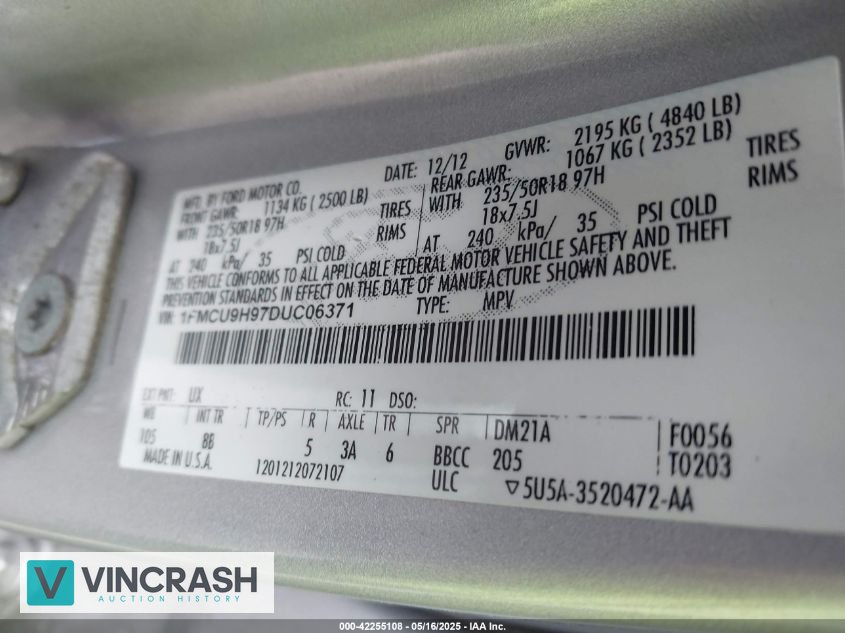 MFG. BY FORD MOTOR CO. DATE: 12/12 GVWR: 2195 KG ( 4840 LB)
FRONT GAWR: 1134 KG ( 2500 LB) REAR GAWR: 1067 KG ( 2352 LB)
WITH 235/50R18 97H TIRES WITH 235/50R18 97H TIRES
18x7.5J RIMS 18x7.5J RIMS
AT 240 kPa/ 35 PSI COLD AT 240 kPa/ 35 PSI COLD
THIS VEHICLE CONFORMS TO ALL APPLICABLE FEDERAL MOTOR VEHICLE SAFETY AND THEFT
PREVENTION STANDARDS IN EFFECT ON THE DATE OF MANUFACTURE SHOWN ABOVE.
VIN: 1FMCU9H97DUC06371 TYPE: MPV
EXT PNT: UX RC: 11 DSO:
WB INT TR TP/PS R AXLE TR SPR DM21A F0056
105 8B 5 3A 6 BBCC 205 T0203
MADE IN U.S.A. 1201212072107 ULC ▽5U5A-3520472-AA
VINCRASH
AUCTION HISTORY
000-42255108 - 05/16/2025 - IAA Inc.